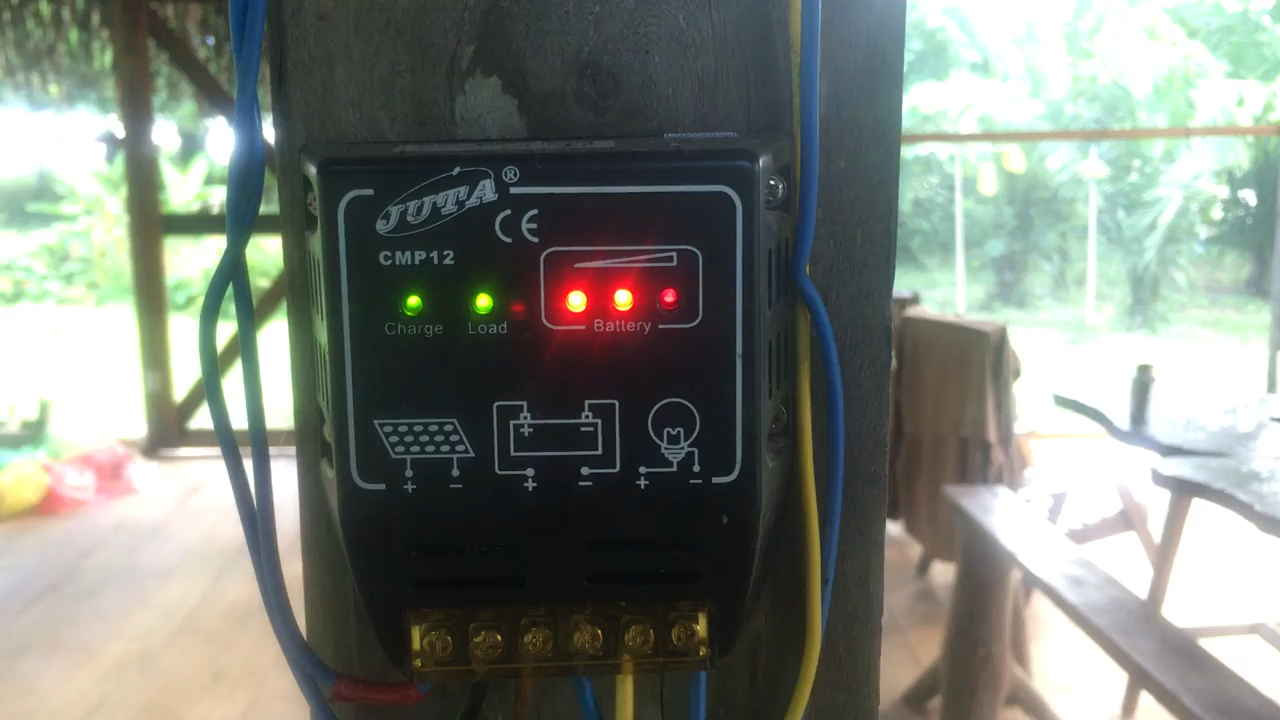 JUTA®
CE
CMP12
Charge Load Battery
+ − 
+ − + − + −
1 2 3 4 5 6